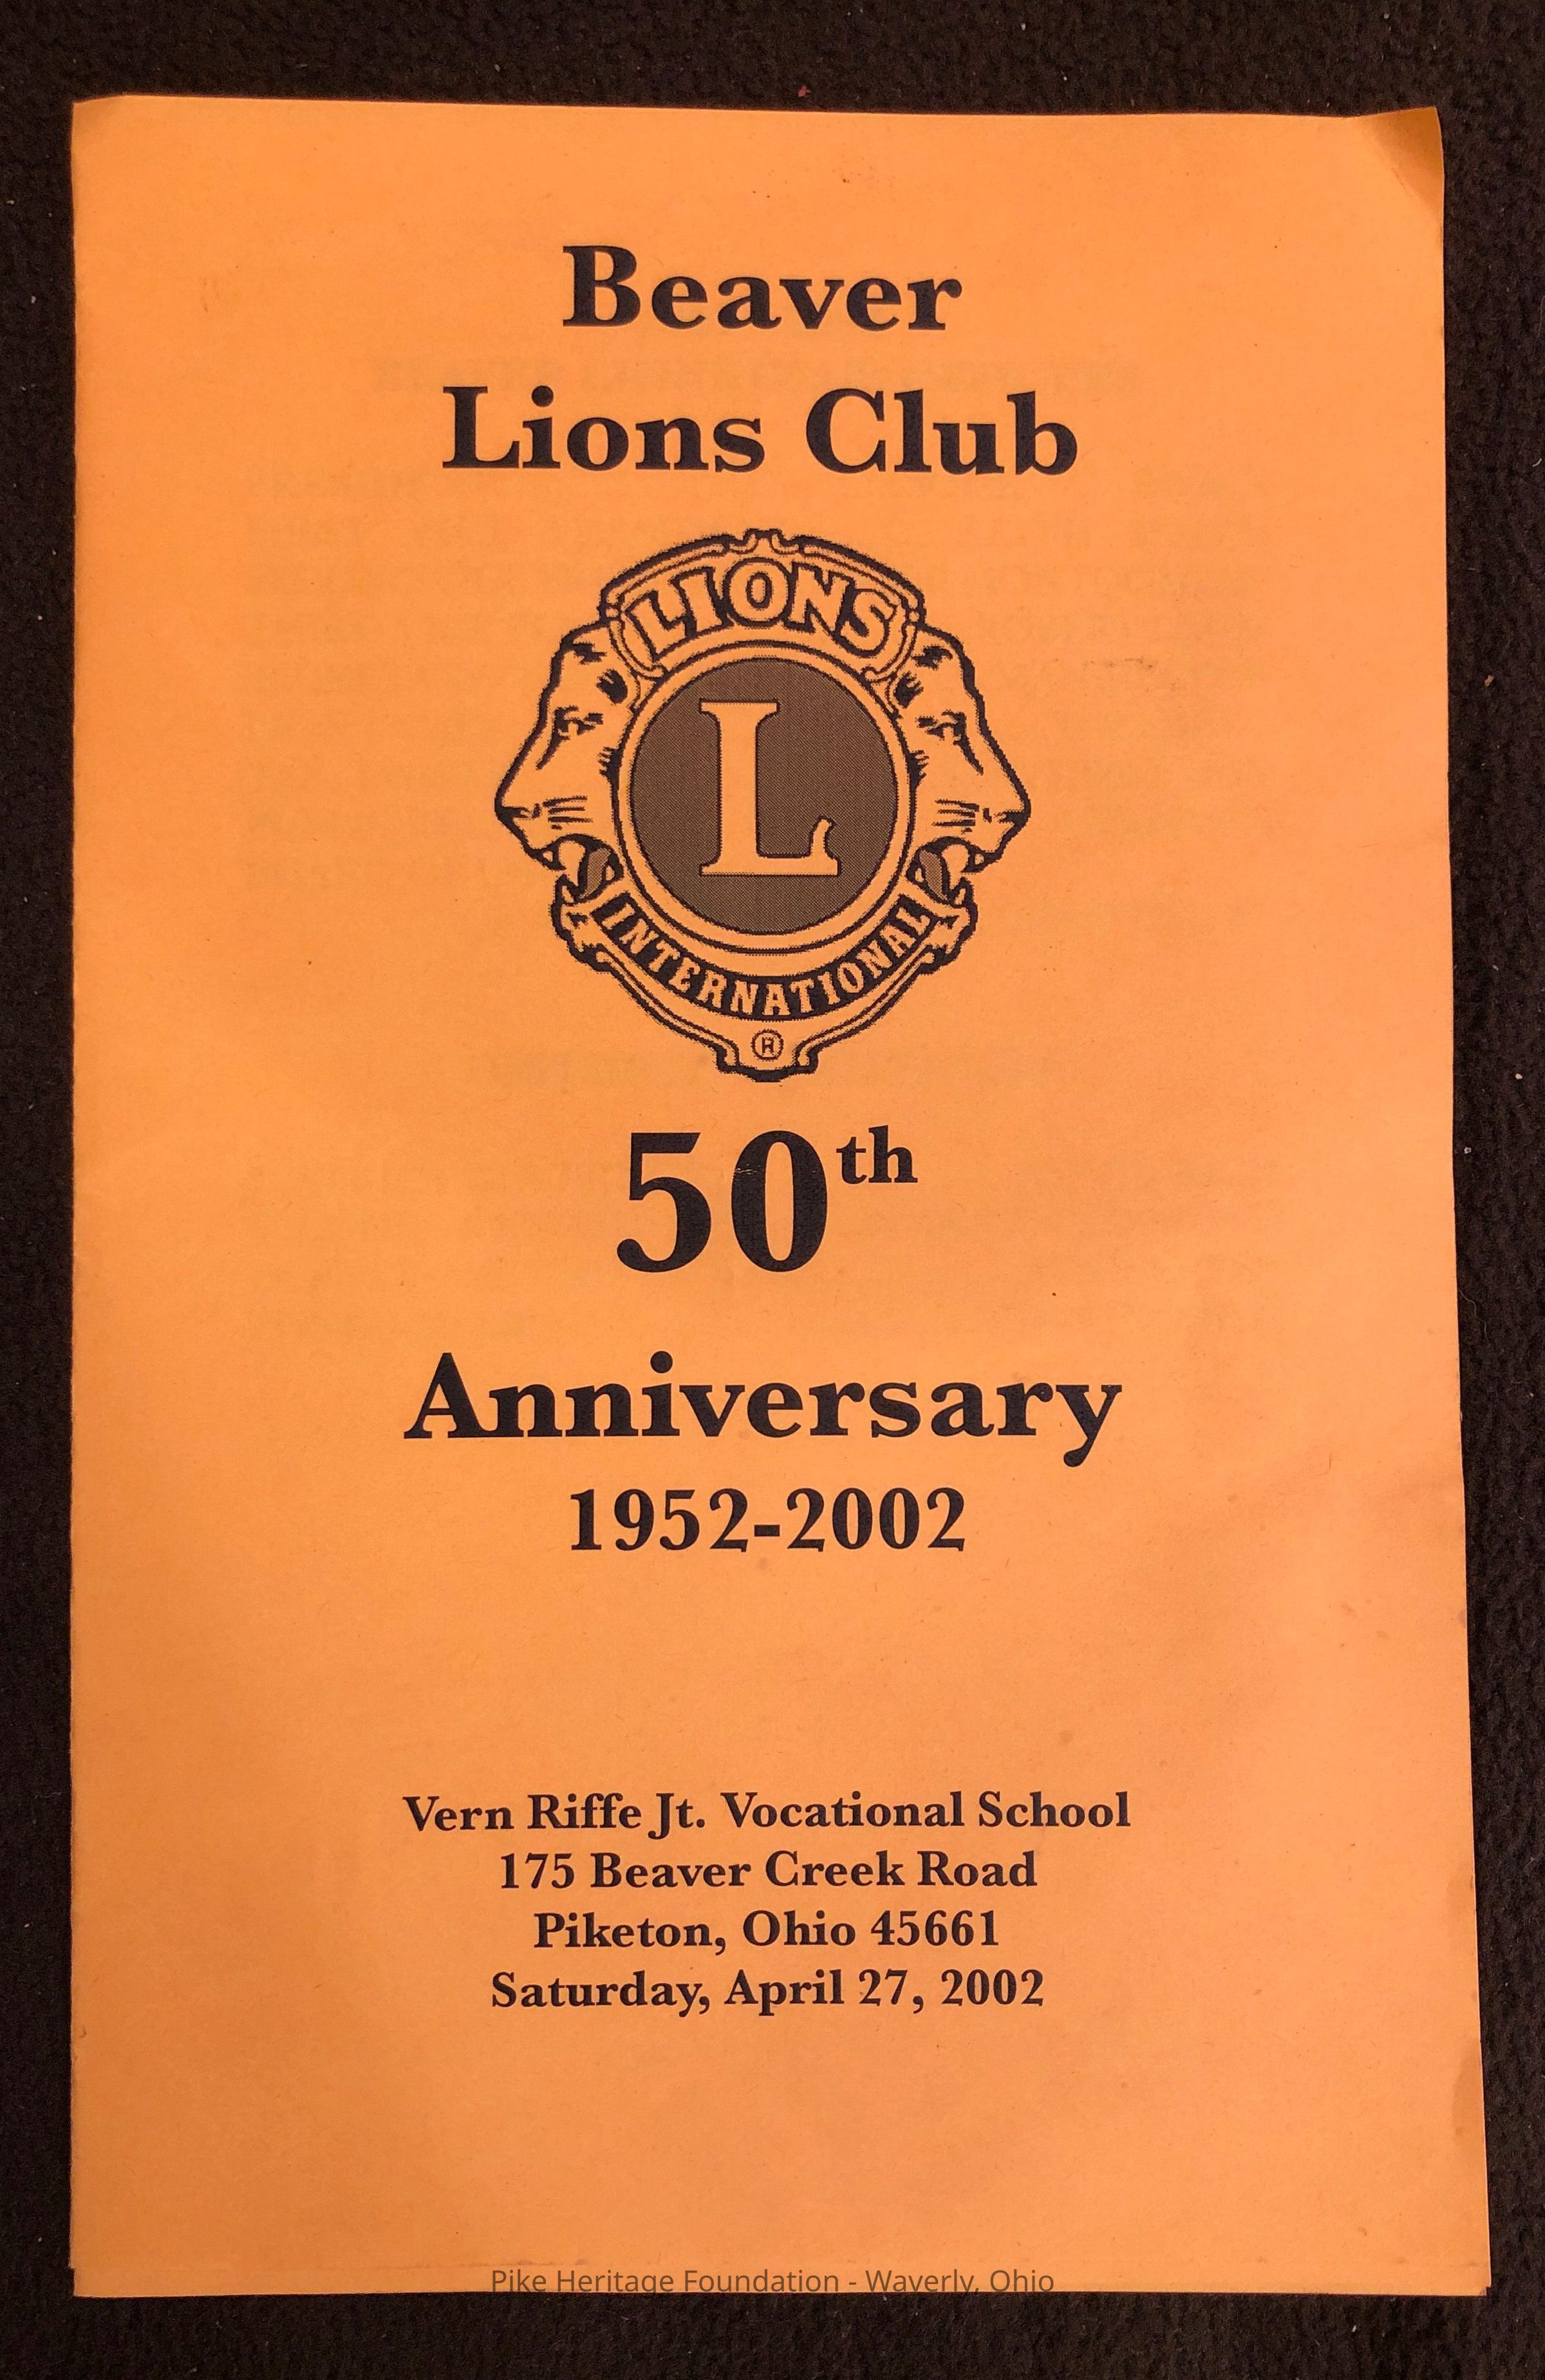 Beaver
Lions Club
LIONS
L
INTERNATIONAL
®
50th
Anniversary
1952-2002
Vern Riffe Jt. Vocational School
175 Beaver Creek Road
Piketon, Ohio 45661
Saturday, April 27, 2002
Pike Heritage Foundation - Waverly, Ohio